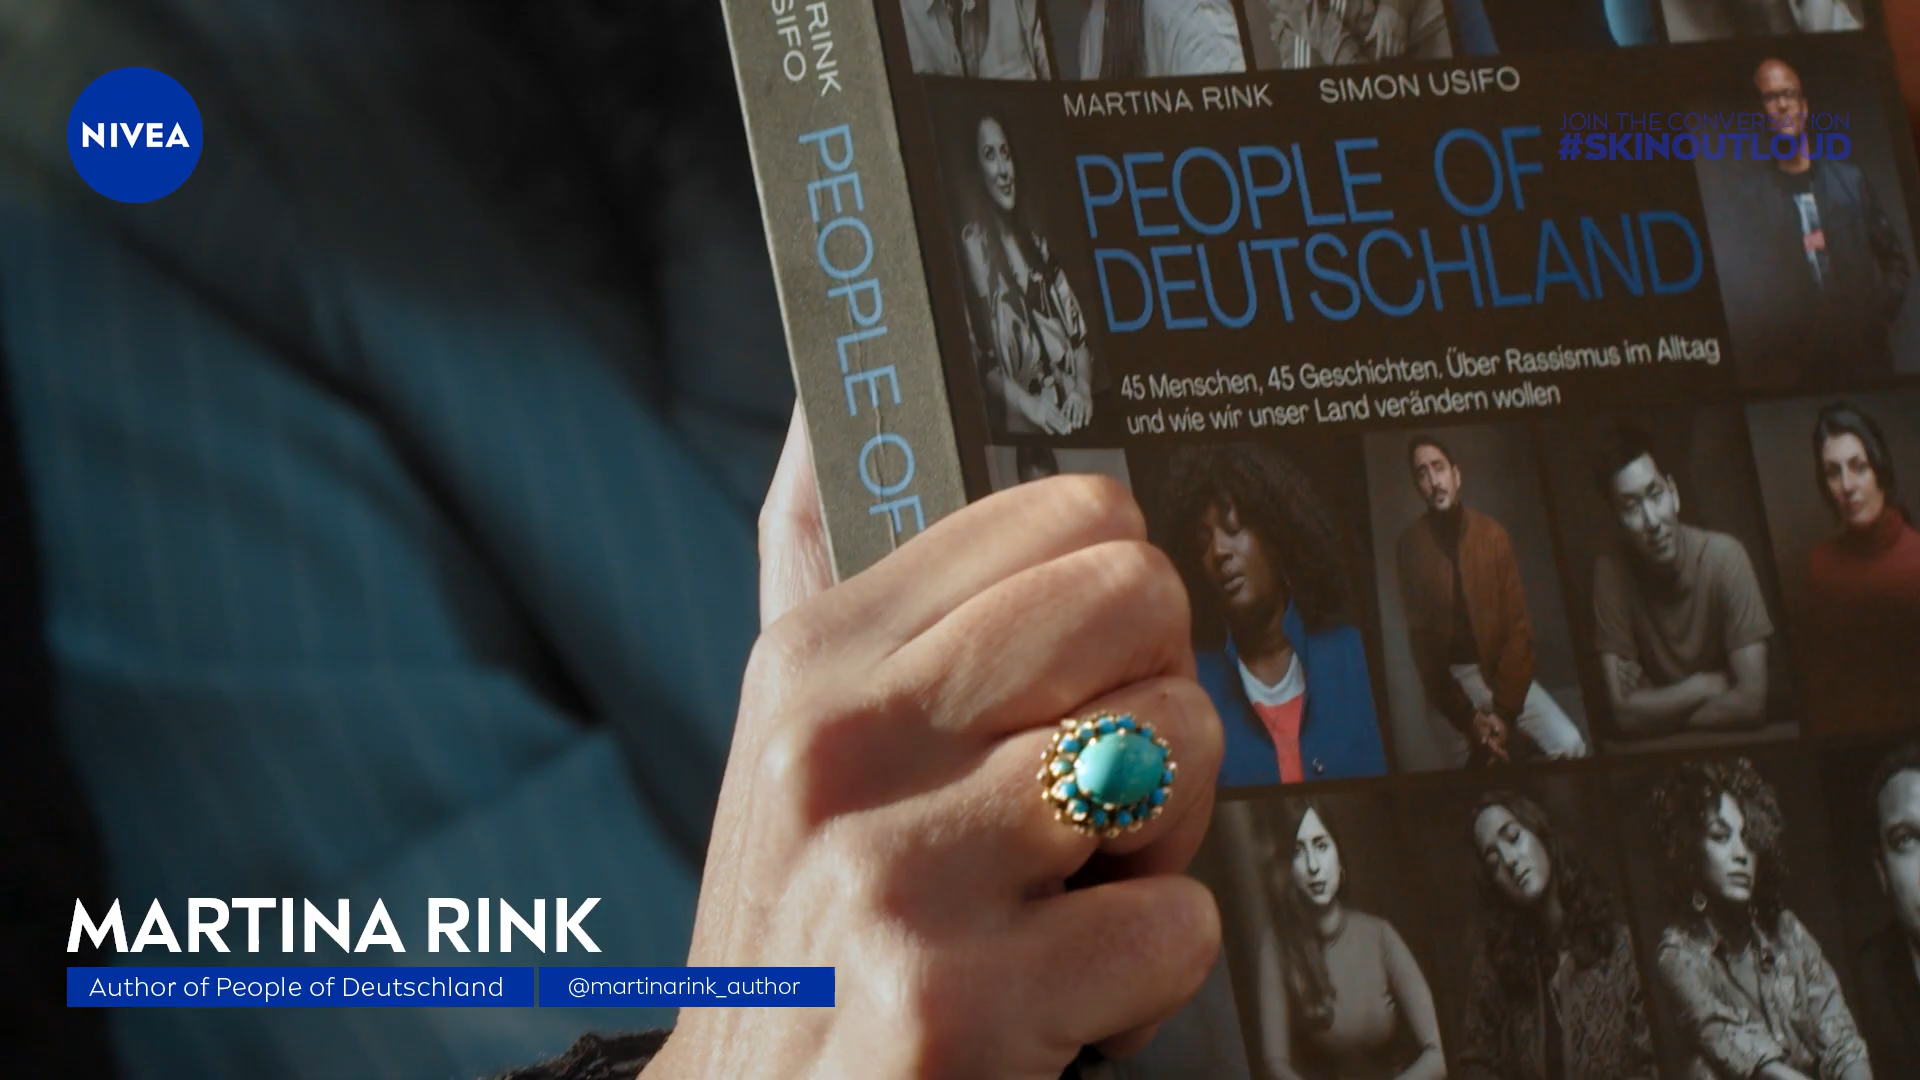 NIVEA
RINK
SIFO
PEOPLE OF
MARTINA RINK SIMON USIFO
PEOPLE OF
DEUTSCHLAND
45 Menschen, 45 Geschichten. Über Rassismus im Alltag
und wie wir unser Land verändern wollen
JOIN THE CONVERSATION
#SKINOUTLOUD
MARTINA RINK
Author of People of Deutschland
@martinarink_author